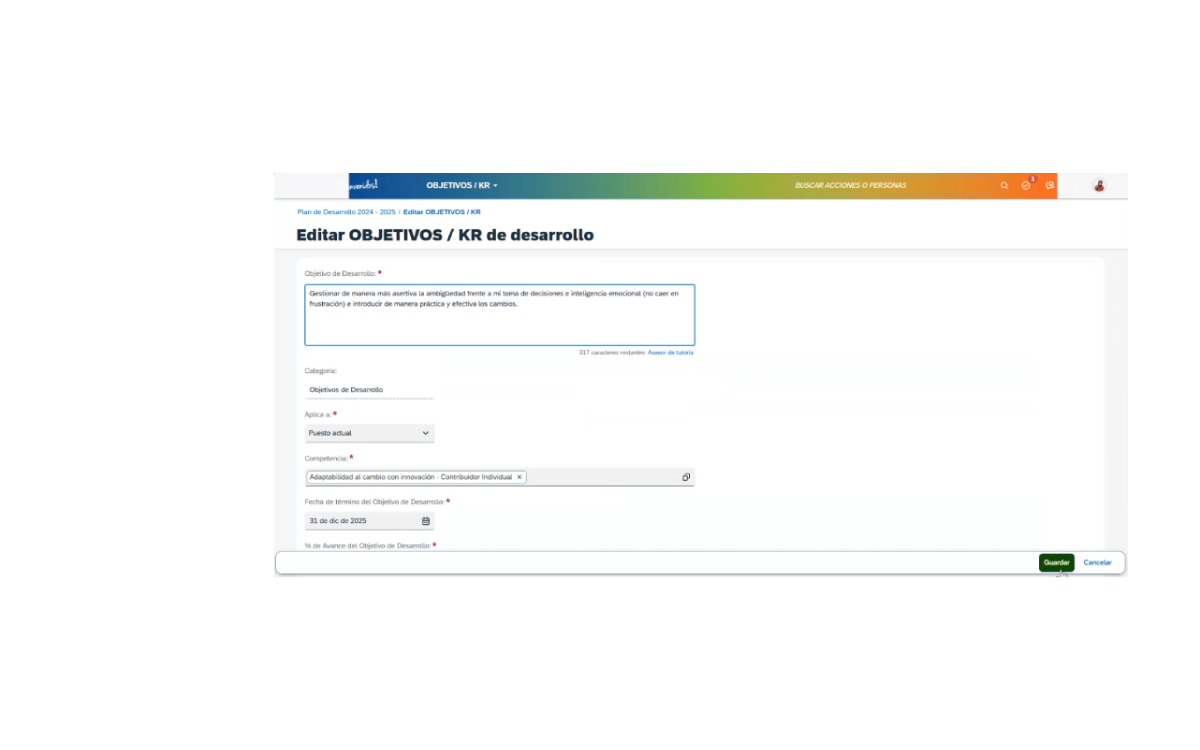 OBJETIVOS / KR
BUSCAR ACCIONES O PERSONAS
1
Plan de Desarrollo 2024 - 2025 / Editar OBJETIVOS / KR
Editar OBJETIVOS / KR de desarrollo
Objetivo de Desarrollo: *
Gestionar de manera más asertiva la ambigüedad frente a mi toma de decisiones e inteligencia emocional (no caer en
frustración) e introducir de manera práctica y efectiva los cambios.
317 caracteres restantes Asesor de tutoría
Categoría:
Objetivos de Desarrollo
Aplica a: *
Puesto actual
Competencia: *
Adaptabilidad al cambio con innovación - Contribuidor Individual ×
Fecha de término del Objetivo de Desarrollo: *
31 de dic de 2025
% de Avance del Objetivo de Desarrollo: *
Guardar Cancelar